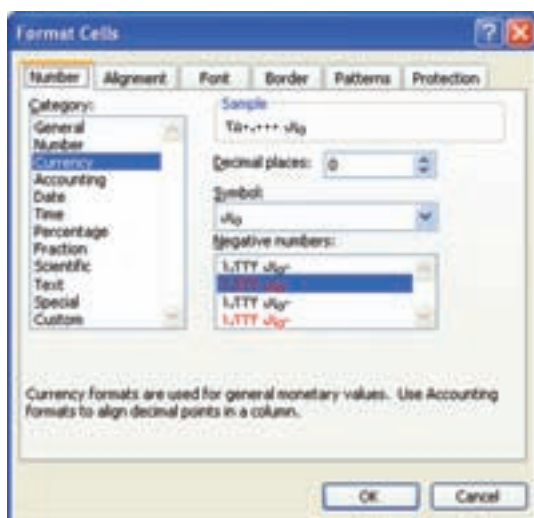 Format Cells
Number Alignment Font Border Patterns Protection
Category:
General
Number
Currency
Accounting
Date
Time
Percentage
Fraction
Scientific
Text
Special
Custom
Sample
ریال
Decimal places: 0
Symbol:
ریال
Negative numbers:
Currency formats are used for general monetary values. Use Accounting
formats to align decimal points in a column.
OK Cancel